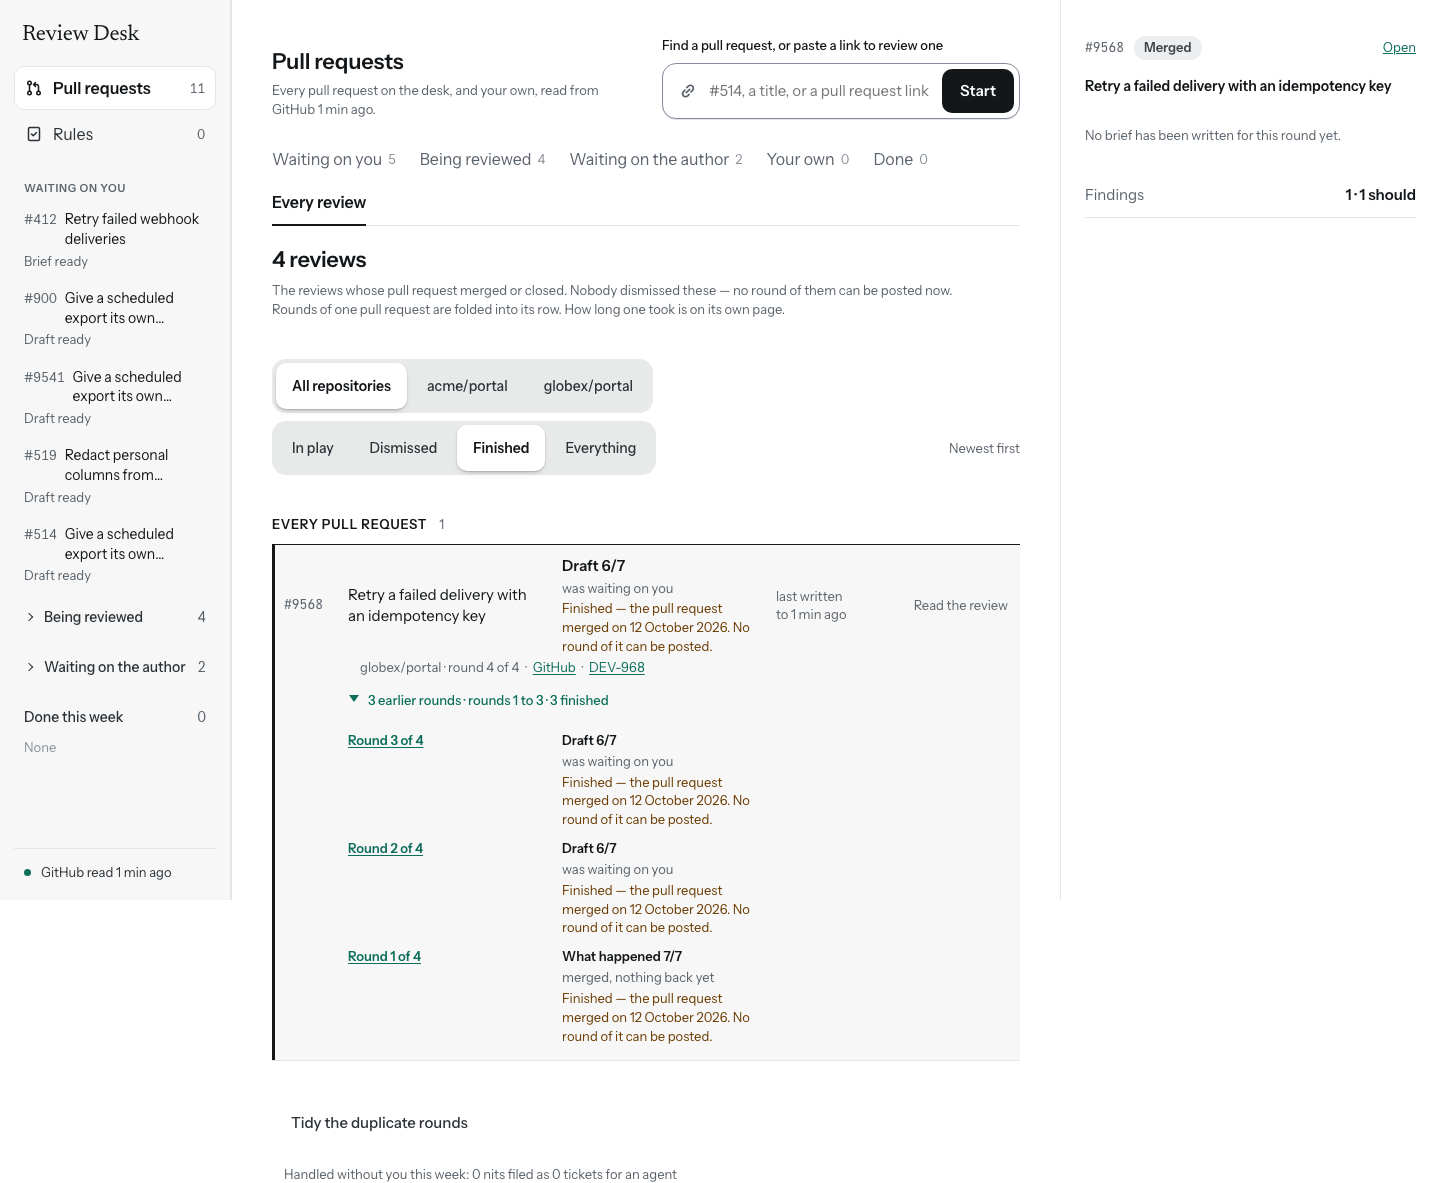 Review Desk
Pull requests 11
Rules 0
WAITING ON YOU
#412 Retry failed webhook
deliveries
Brief ready
#900 Give a scheduled
export its own…
Draft ready
#9541 Give a scheduled
export its own…
Draft ready
#519 Redact personal
columns from…
Draft ready
#514 Give a scheduled
export its own…
Draft ready
Being reviewed 4
Waiting on the author 2
Done this week 0
None
GitHub read 1 min ago
Pull requests
Every pull request on the desk, and your own, read from
GitHub 1 min ago.
Find a pull request, or paste a link to review one
#514, a title, or a pull request link Start
Waiting on you 5 Being reviewed 4 Waiting on the author 2 Your own 0 Done 0
Every review
4 reviews
The reviews whose pull request merged or closed. Nobody dismissed these — no round of them can be posted now.
Rounds of one pull request are folded into its row. How long one took is on its own page.
All repositories acme/portal globex/portal
In play Dismissed Finished Everything Newest first
EVERY PULL REQUEST 1
#9568
Retry a failed delivery with
an idempotency key
Draft 6/7
was waiting on you
Finished — the pull request
merged on 12 October 2026. No
round of it can be posted.
last written
to 1 min ago
Read the review
globex/portal · round 4 of 4 · GitHub · DEV-968
3 earlier rounds · rounds 1 to 3 · 3 finished
Round 3 of 4
Draft 6/7
was waiting on you
Finished — the pull request
merged on 12 October 2026. No
round of it can be posted.
Round 2 of 4
Draft 6/7
was waiting on you
Finished — the pull request
merged on 12 October 2026. No
round of it can be posted.
Round 1 of 4
What happened 7/7
merged, nothing back yet
Finished — the pull request
merged on 12 October 2026. No
round of it can be posted.
Tidy the duplicate rounds
Handled without you this week: 0 nits filed as 0 tickets for an agent
#9568 Merged Open
Retry a failed delivery with an idempotency key
No brief has been written for this round yet.
Findings 1 · 1 should